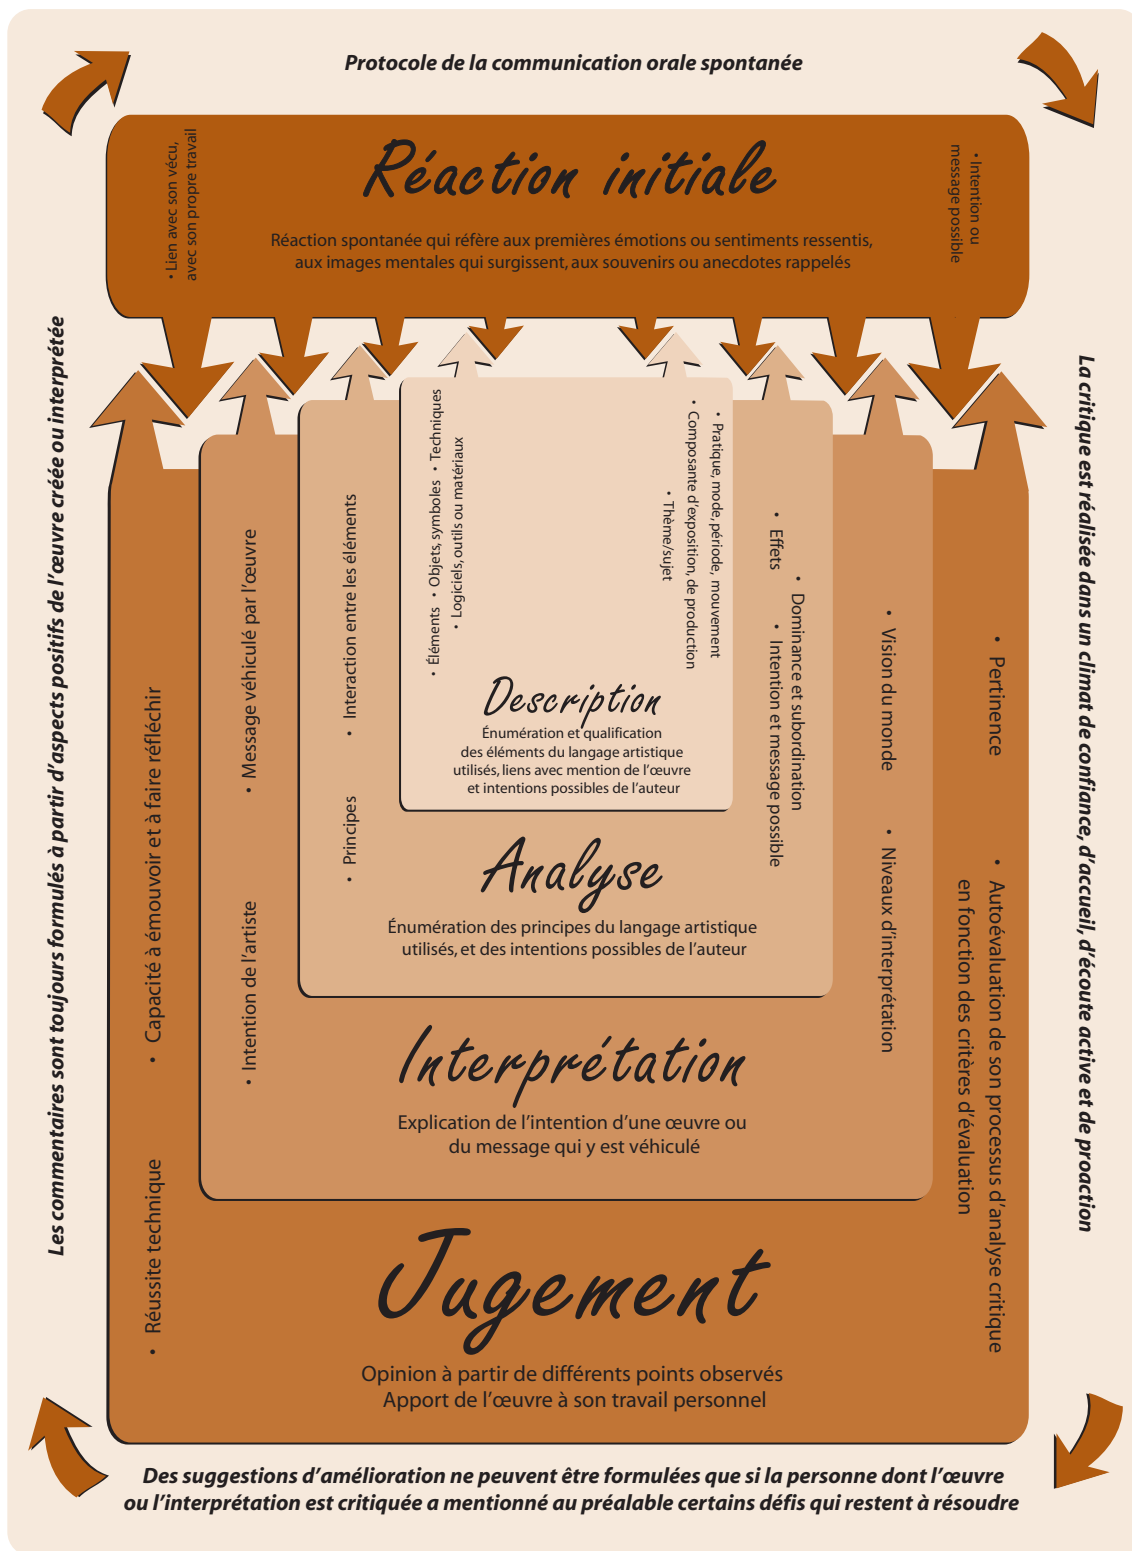 Protocole de la communication orale spontanée
• Lien avec son vécu,
avec son propre travail
Réaction initiale
Réaction spontanée qui réfère aux premières émotions ou sentiments ressentis,
aux images mentales qui surgissent, aux souvenirs ou anecdotes rappelés
• Intention ou
message possible
Les commentaires sont toujours formulés à partir d’aspects positifs de l’œuvre créée ou interprétée
La critique est réalisée dans un climat de confiance, d’accueil, d’écoute active et de proaction
• Éléments • Objets, symboles • Techniques
• Logiciels, outils ou matériaux
• Pratique, mode, période, mouvement
• Composante d’exposition, de production
• Thème/sujet
Description
Énumération et qualification
des éléments du langage artistique
utilisés, liens avec mention de l’œuvre
et intentions possibles de l’auteur
• Principes • Interaction entre les éléments
• Dominance et subordination
• Effets • Intention et message possible
Analyse
Énumération des principes du langage artistique
utilisés, et des intentions possibles de l’auteur
• Intention de l’artiste • Message véhiculé par l’œuvre
• Vision du monde • Niveaux d’interprétation
Interprétation
Explication de l’intention d’une œuvre ou
du message qui y est véhiculé
• Réussite technique • Capacité à émouvoir et à faire réfléchir
• Pertinence • Autoévaluation de son processus d’analyse critique
en fonction des critères d’évaluation
Jugement
Opinion à partir de différents points observés
Apport de l’œuvre à son travail personnel
Des suggestions d’amélioration ne peuvent être formulées que si la personne dont l’œuvre
ou l’interprétation est critiquée a mentionné au préalable certains défis qui restent à résoudre